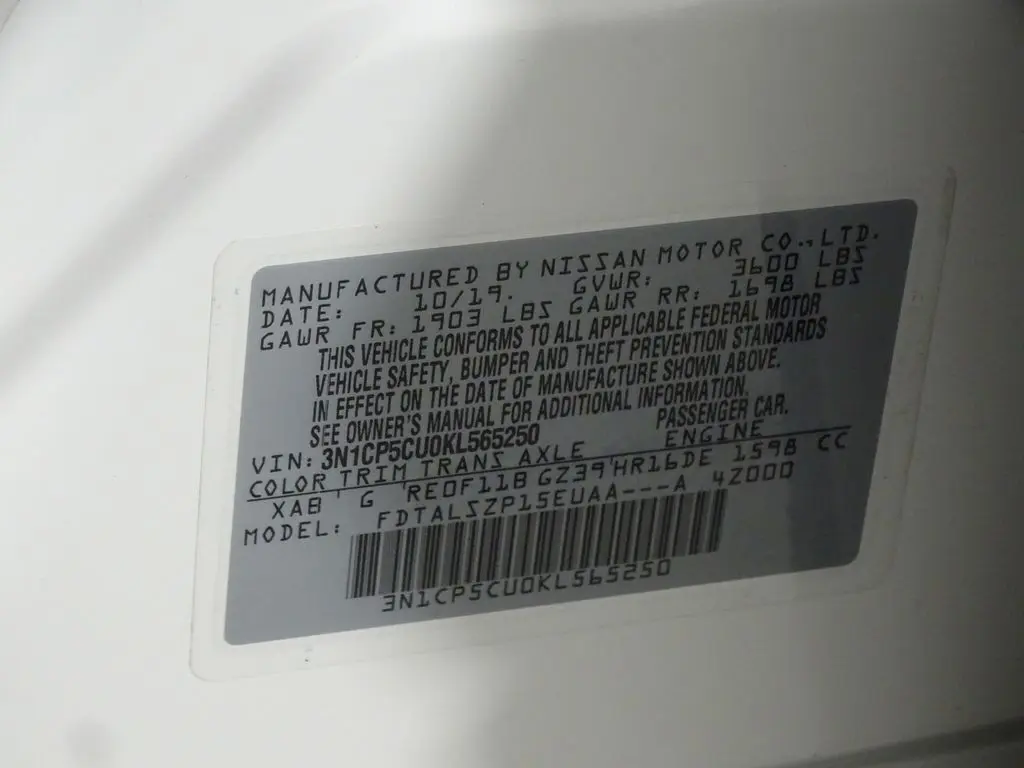 MANUFACTURED BY NISSAN MOTOR CO., LTD.
DATE: 10/19. GVWR: 3600 LBS
GAWR FR: 1903 LBS GAWR RR: 1698 LBS
THIS VEHICLE CONFORMS TO ALL APPLICABLE FEDERAL MOTOR
VEHICLE SAFETY, BUMPER AND THEFT PREVENTION STANDARDS
IN EFFECT ON THE DATE OF MANUFACTURE SHOWN ABOVE.
SEE OWNER'S MANUAL FOR ADDITIONAL INFORMATION.
VIN: 3N1CP5CU0KL565250 PASSENGER CAR.
COLOR TRIM TRANS AXLE ENGINE
XAB ' G 'RE0F11B GZ39'HR16DE 1598 CC
MODEL: FDTALSZP15EUAA---A 4Z000
3N1CP5CU0KL565250